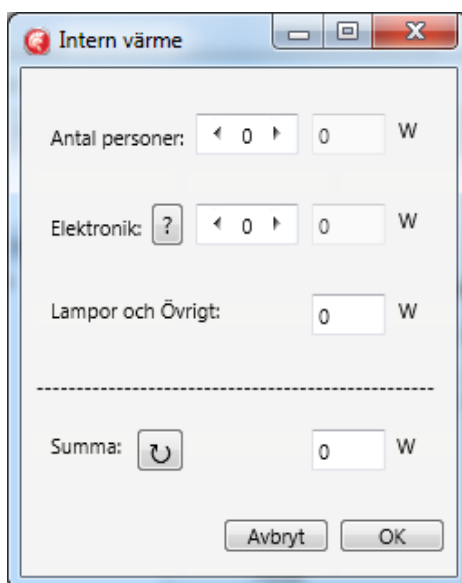 Intern värme
Antal personer: 0 0 W
Elektronik: ? 0 0 W
Lampor och Övrigt: 0 W
Summa: 0 W
Avbryt OK